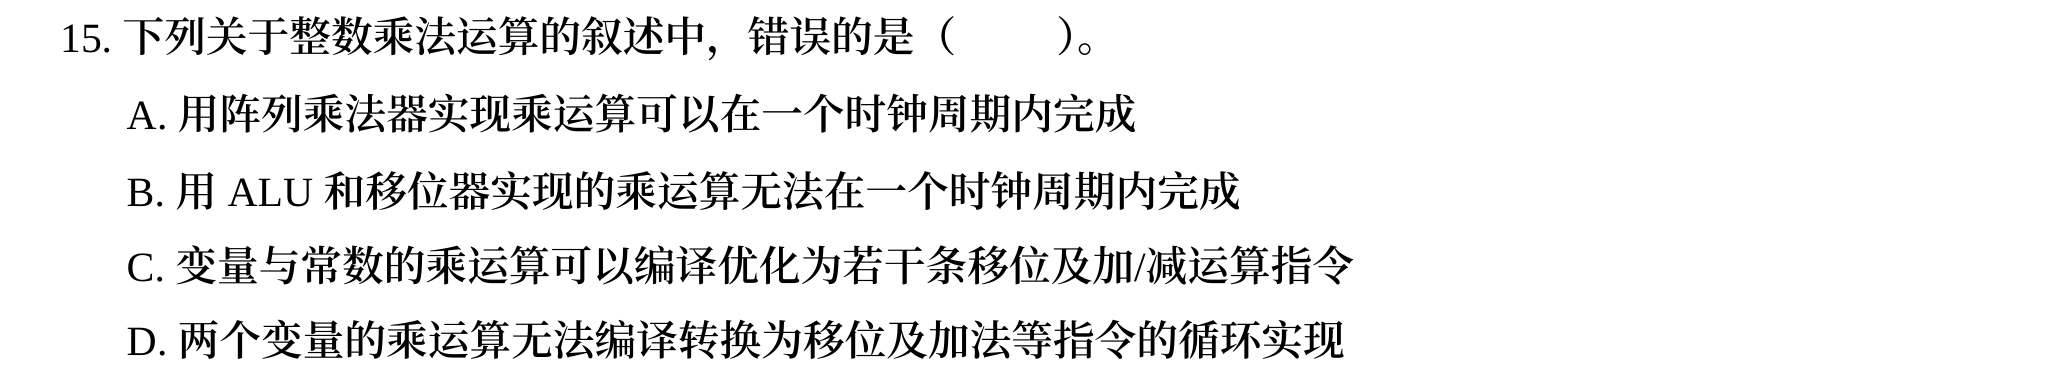 15. 下列关于整数乘法运算的叙述中，错误的是（　　）。
A. 用阵列乘法器实现乘运算可以在一个时钟周期内完成
B. 用 ALU 和移位器实现的乘运算无法在一个时钟周期内完成
C. 变量与常数的乘运算可以编译优化为若干条移位及加/减运算指令
D. 两个变量的乘运算无法编译转换为移位及加法等指令的循环实现